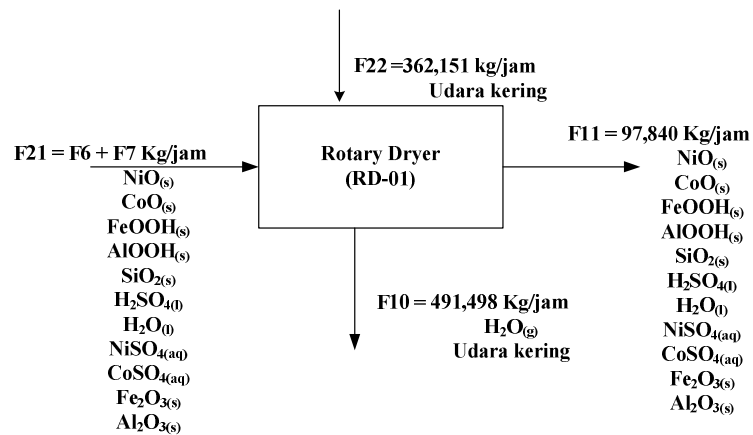 F22 =362,151 kg/jam
Udara kering
F21 = F6 + F7 Kg/jam
NiO(s)
CoO(s)
FeOOH(s)
AlOOH(s)
SiO2(s)
H2SO4(l)
H2O(l)
NiSO4(aq)
CoSO4(aq)
Fe2O3(s)
Al2O3(s)
Rotary Dryer
(RD-01)
F11 = 97,840 Kg/jam
NiO(s)
CoO(s)
FeOOH(s)
AlOOH(s)
SiO2(s)
H2SO4(l)
H2O(l)
NiSO4(aq)
CoSO4(aq)
Fe2O3(s)
Al2O3(s)
F10 = 491,498 Kg/jam
H2O(g)
Udara kering